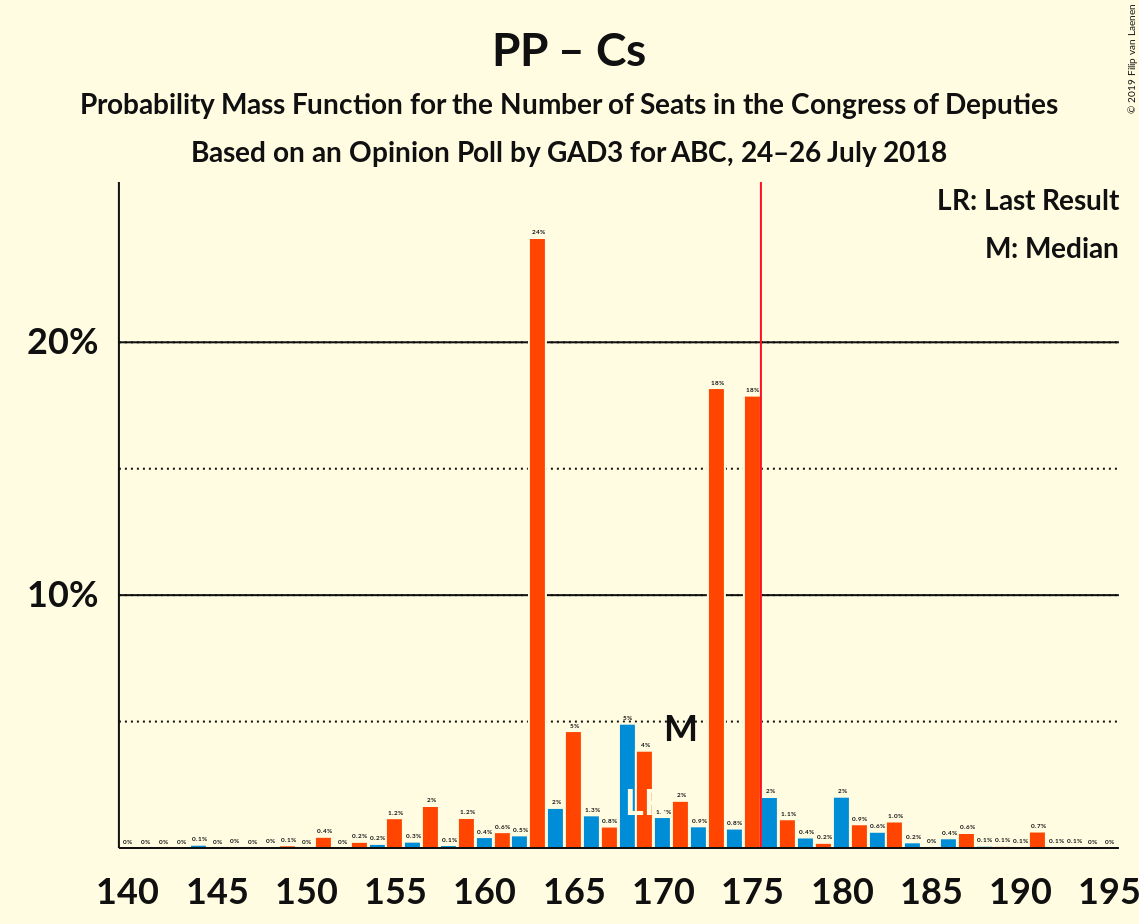 PP – Cs
Probability Mass Function for the Number of Seats in the Congress of Deputies
Based on an Opinion Poll by GAD3 for ABC, 24–26 July 2018
© 2019 Filip van Laenen
LR: Last Result
M: Median
20%
10%
0% 0% 0% 0% 0.1% 0% 0% 0% 0% 0.1% 0% 0.4% 0% 0.2% 0.2% 1.2% 0.3% 2% 0.1% 1.2% 0.4% 0.6% 0.5% 24% 2% 5% 1.3% 0.8% 5% 4% 2% 0.9% 18% 0.8% 18% 2% 1.1% 0.4% 0.2% 2% 0.9% 0.6% 1.0% 0.2% 0% 0.4% 0.6% 0.1% 0.1% 0.1% 0.7% 0.1% 0.1% 0% 0%
M
140 145 150 155 160 165 170 175 180 185 190 195